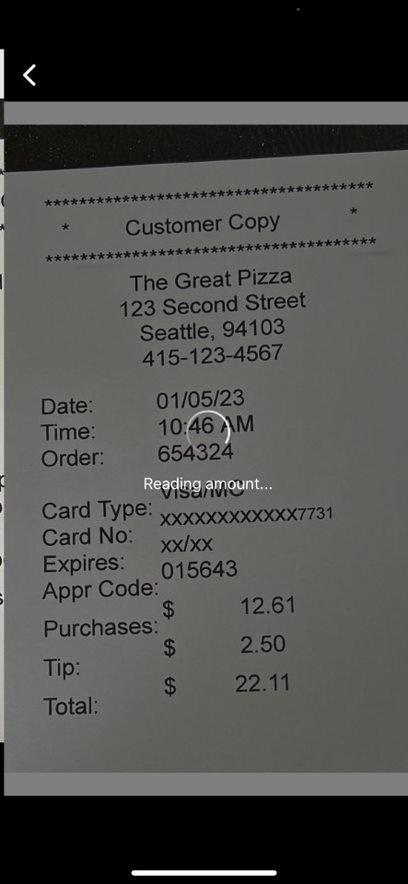 ************************************** 
* Customer Copy *
**************************************
The Great Pizza
123 Second Street
Seattle, 94103
415-123-4567
Date: 01/05/23
Time: 10:46 AM
Order: 654324
Reading amount...
Card Type: Visa/MC
Card No: XXXXXXXXXXXX7731
Expires: xx/xx
Appr Code: 015643
Purchases: $ 12.61
Tip: $ 2.50
Total: $ 22.11